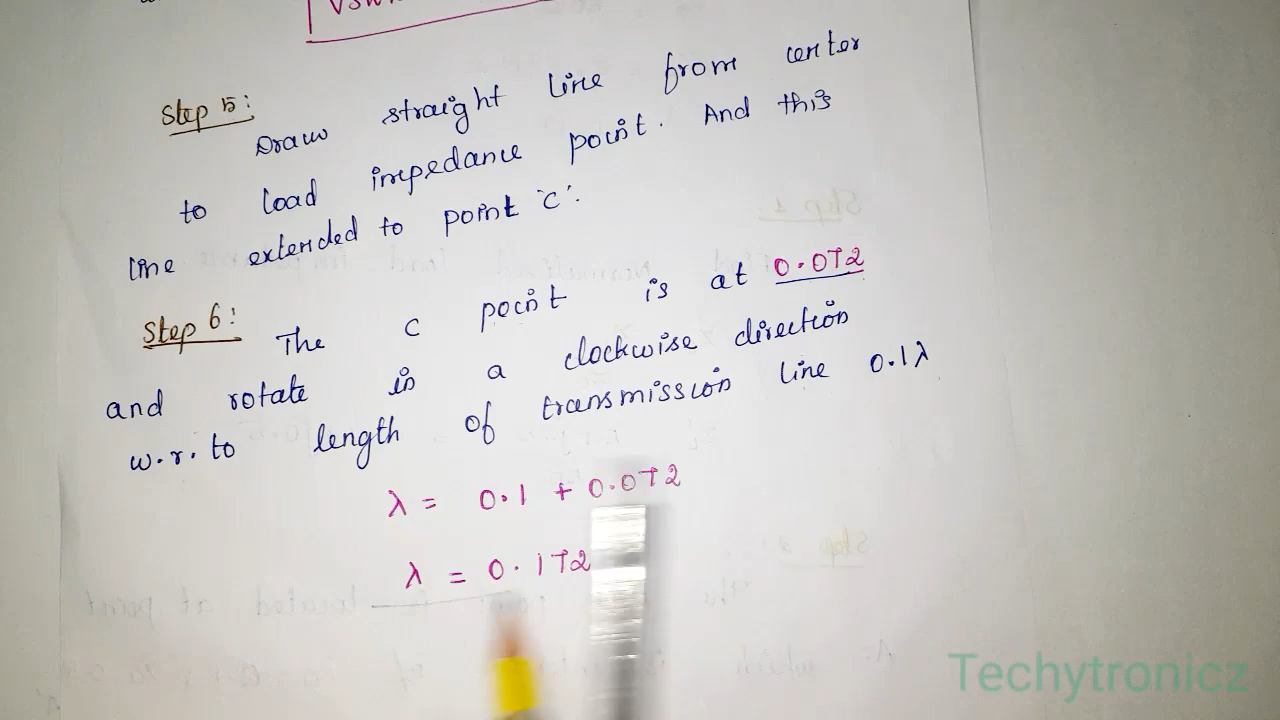 VSW
Step 5:
Draw straight line from center
to load impedance point. And this
line extended to point 'c'.
Step 6: The c point is at 0.072
and rotate in a clockwise direction
w.r.to length of transmission line 0.1λ
λ = 0.1 + 0.072
λ = 0.172
Techytronicz